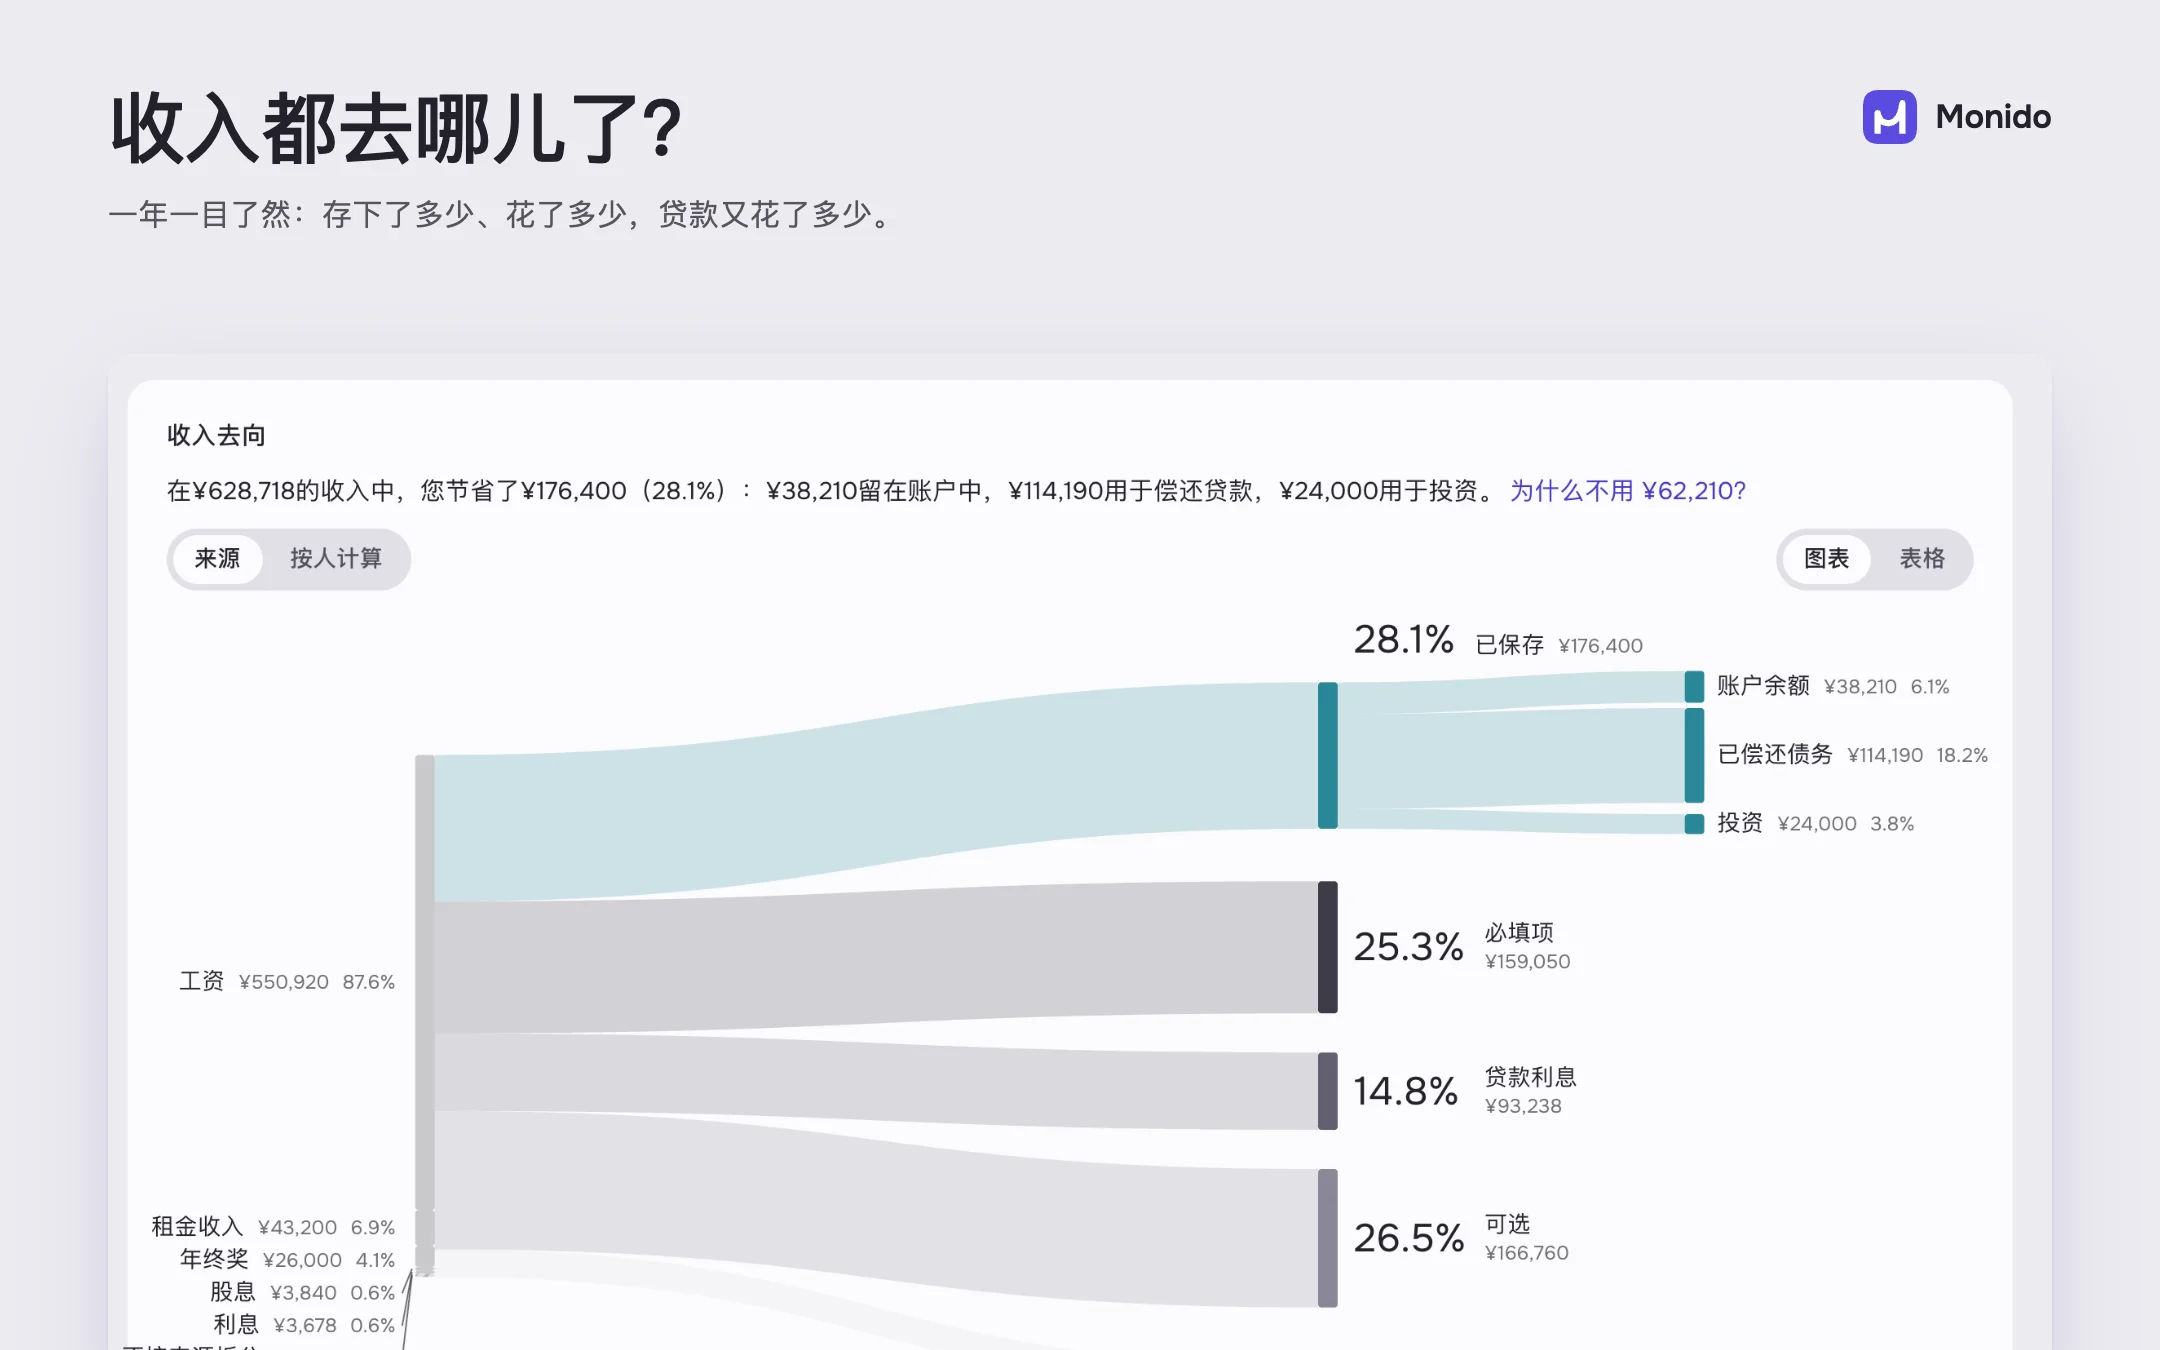 收入都去哪儿了？
Monido
一年一目了然：存下了多少、花了多少，贷款又花了多少。
收入去向
在¥628,718的收入中，您节省了¥176,400（28.1%）：¥38,210留在账户中，¥114,190用于偿还贷款，¥24,000用于投资。 为什么不用 ¥62,210?
来源 按人计算
图表 表格
28.1% 已保存 ¥176,400
账户余额 ¥38,210 6.1%
已偿还债务 ¥114,190 18.2%
投资 ¥24,000 3.8%
25.3% 必填项
¥159,050
工资 ¥550,920 87.6%
14.8% 贷款利息
¥93,238
26.5% 可选
¥166,760
租金收入 ¥43,200 6.9%
年终奖 ¥26,000 4.1%
股息 ¥3,840 0.6%
利息 ¥3,678 0.6%